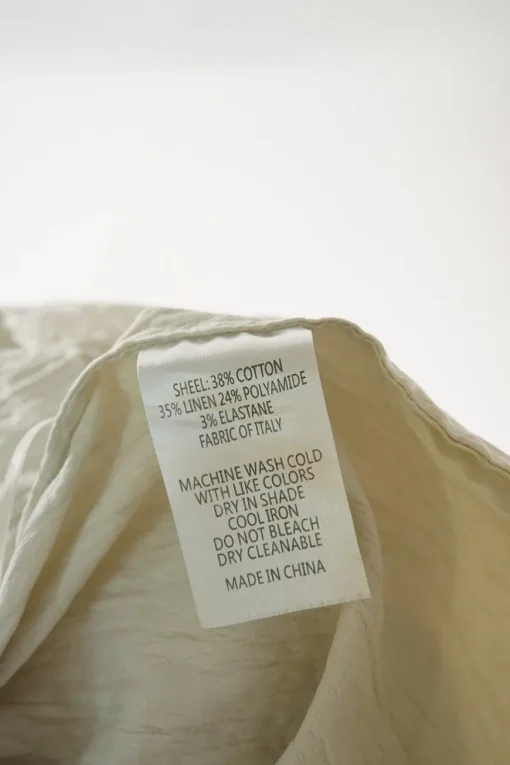 SHEEL: 38% COTTON
35% LINEN 24% POLYAMIDE
3% ELASTANE
FABRIC OF ITALY
MACHINE WASH COLD
WITH LIKE COLORS
DRY IN SHADE
COOL IRON
DO NOT BLEACH
DRY CLEANABLE
MADE IN CHINA